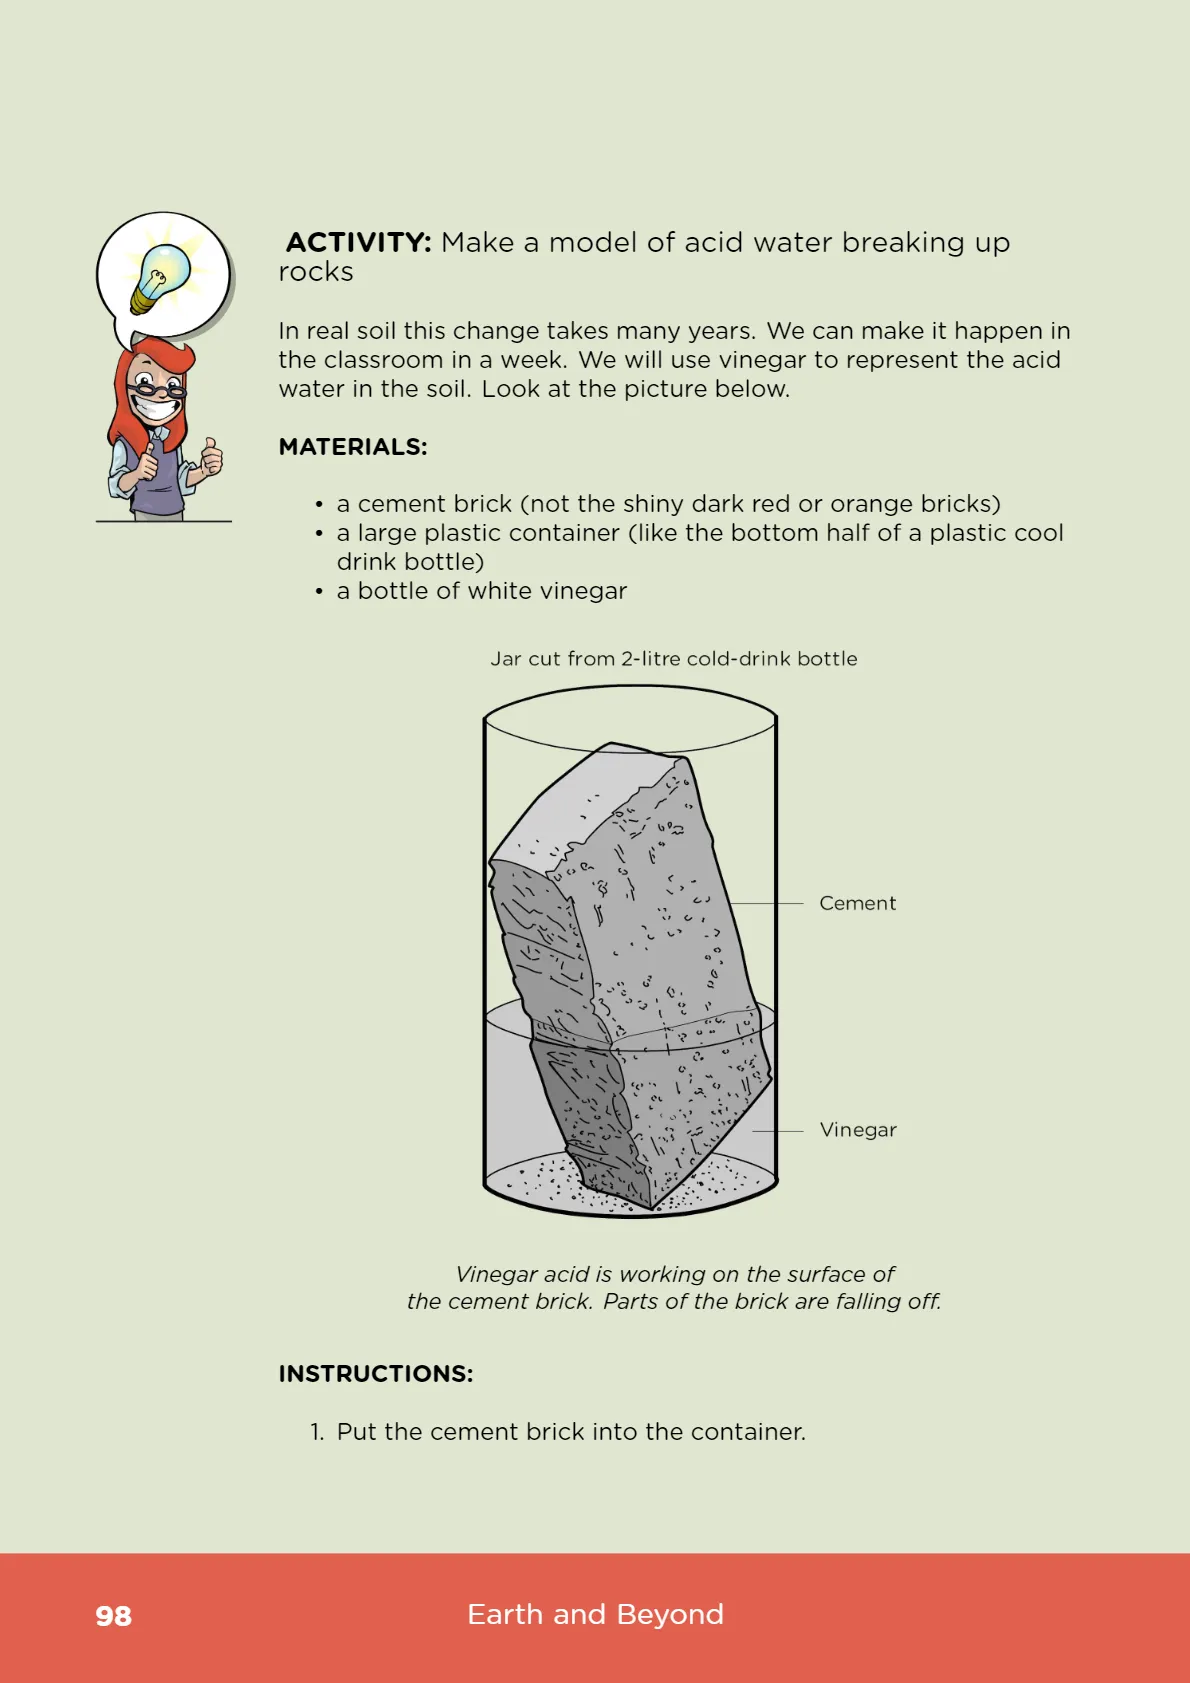 ACTIVITY: Make a model of acid water breaking up
rocks
In real soil this change takes many years. We can make it happen in
the classroom in a week. We will use vinegar to represent the acid
water in the soil. Look at the picture below.
MATERIALS:
• a cement brick (not the shiny dark red or orange bricks)
• a large plastic container (like the bottom half of a plastic cool
drink bottle)
• a bottle of white vinegar
Jar cut from 2-litre cold-drink bottle
Cement
Vinegar
Vinegar acid is working on the surface of
the cement brick. Parts of the brick are falling off.
INSTRUCTIONS:
1. Put the cement brick into the container.
98
Earth and Beyond